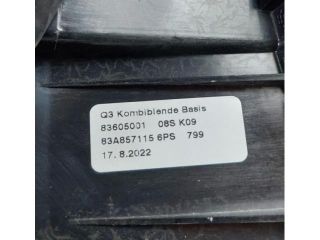 Q3 Kombiblende Basis
83605001 08S K09
83A857115 6PS 799
17.8.2022